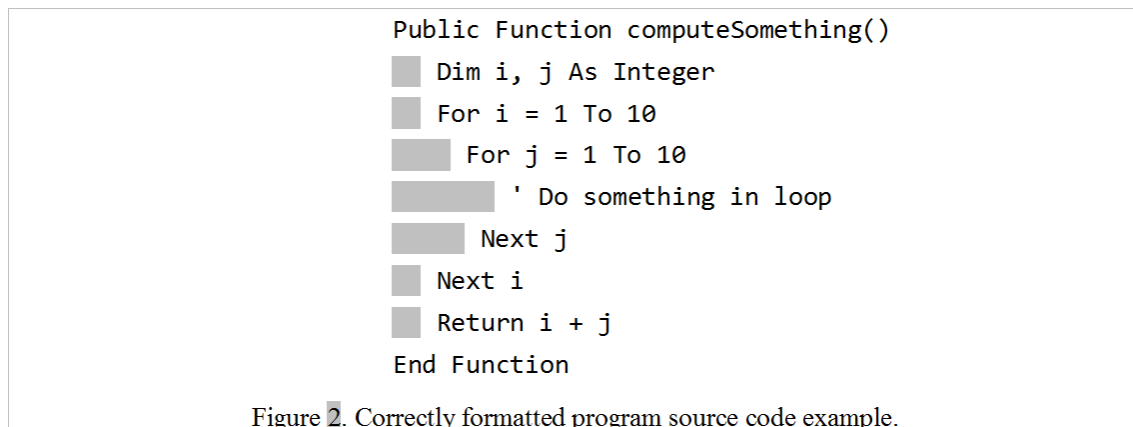 Public Function computeSomething()
Dim i, j As Integer
For i = 1 To 10
For j = 1 To 10
' Do something in loop
Next j
Next i
Return i + j
End Function
Figure 2. Correctly formatted program source code example.